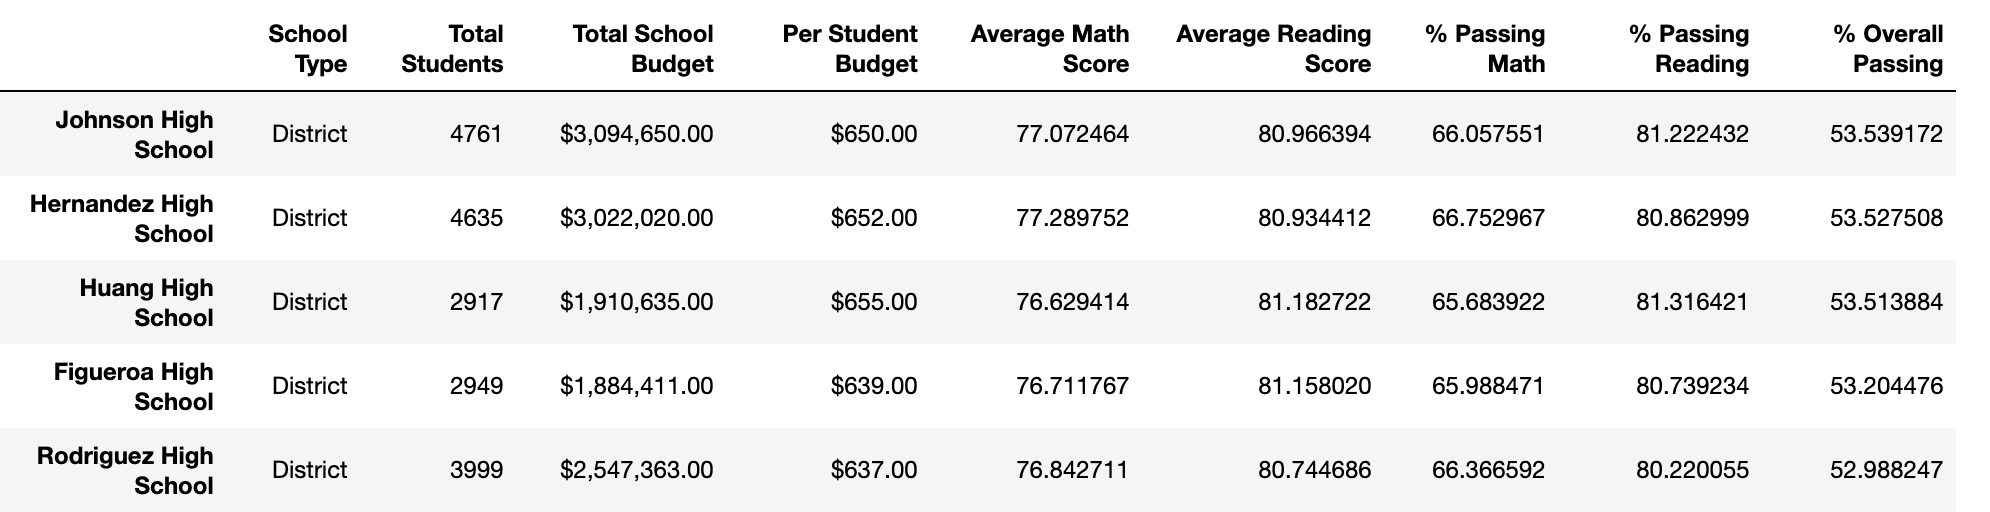 School Type Total Students Total School Budget Per Student Budget Average Math Score Average Reading Score % Passing Math % Passing Reading % Overall Passing
Johnson High School District 4761 $3,094,650.00 $650.00 77.072464 80.966394 66.057551 81.222432 53.539172
Hernandez High School District 4635 $3,022,020.00 $652.00 77.289752 80.934412 66.752967 80.862999 53.527508
Huang High School District 2917 $1,910,635.00 $655.00 76.629414 81.182722 65.683922 81.316421 53.513884
Figueroa High School District 2949 $1,884,411.00 $639.00 76.711767 81.158020 65.988471 80.739234 53.204476
Rodriguez High School District 3999 $2,547,363.00 $637.00 76.842711 80.744686 66.366592 80.220055 52.988247